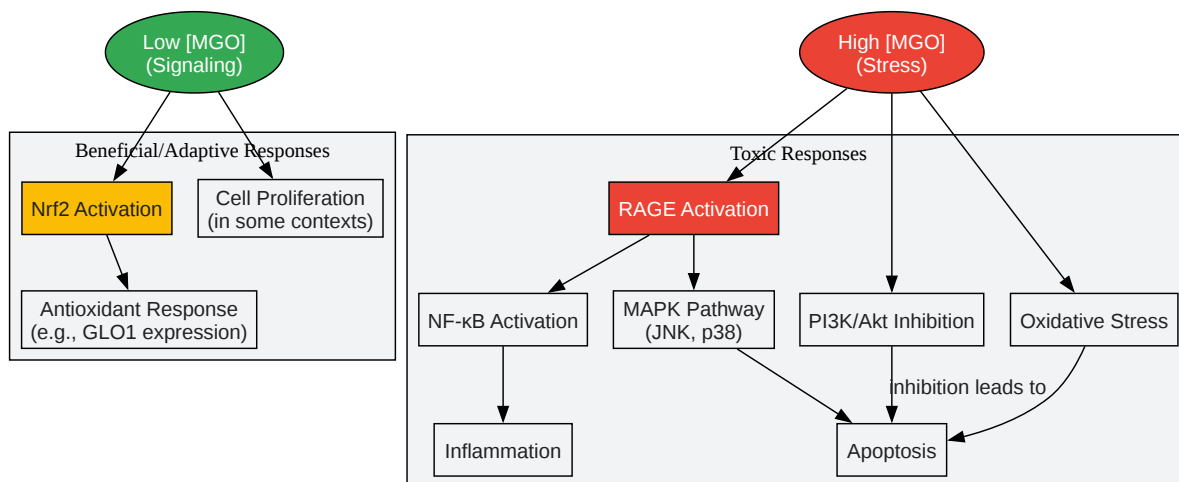 Low [MGO]
(Signaling)
High [MGO]
(Stress)
Beneficial/Adaptive Responses
Toxic Responses
Nrf2 Activation
Cell Proliferation
(in some contexts)
RAGE Activation
Antioxidant Response
(e.g., GLO1 expression)
NF-κB Activation
MAPK Pathway
(JNK, p38)
PI3K/Akt Inhibition
Oxidative Stress
inhibition leads to
Inflammation
Apoptosis